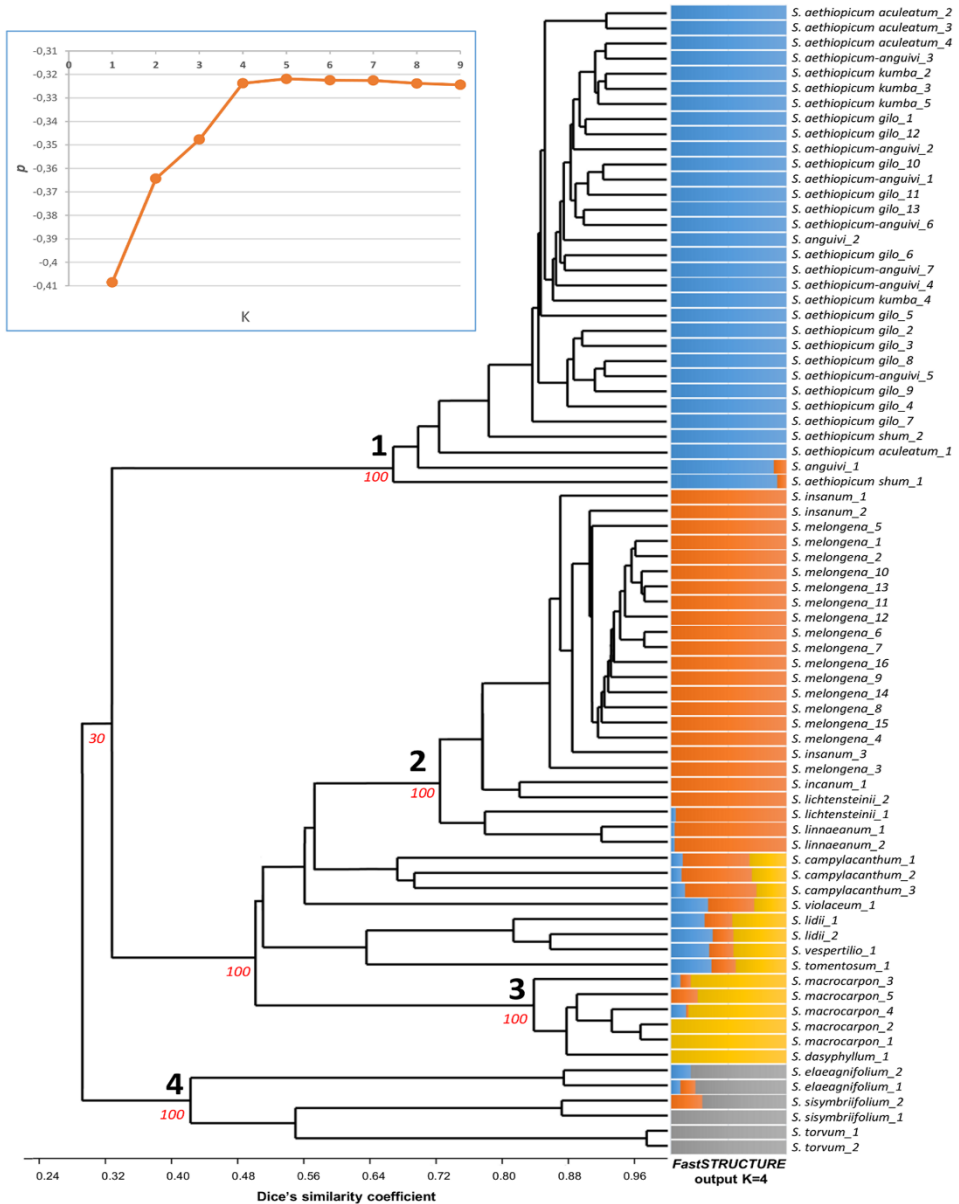 -0,31
0 1 2 3 4 5 6 7 8 9
-0,32
-0,33
-0,34
-0,35
-0,36
-0,37
-0,38
-0,39
-0,4
-0,41
p
K
S. aethiopicum aculeatum_2
S. aethiopicum aculeatum_3
S. aethiopicum aculeatum_4
S. aethiopicum-anguivi_3
S. aethiopicum kumba_2
S. aethiopicum kumba_3
S. aethiopicum kumba_5
S. aethiopicum gilo_1
S. aethiopicum gilo_12
S. aethiopicum-anguivi_2
S. aethiopicum gilo_10
S. aethiopicum-anguivi_1
S. aethiopicum gilo_11
S. aethiopicum gilo_13
S. aethiopicum-anguivi_6
S. anguivi_2
S. aethiopicum gilo_6
S. aethiopicum-anguivi_7
S. aethiopicum-anguivi_4
S. aethiopicum kumba_4
S. aethiopicum gilo_5
S. aethiopicum gilo_2
S. aethiopicum gilo_3
S. aethiopicum gilo_8
S. aethiopicum-anguivi_5
S. aethiopicum gilo_9
S. aethiopicum gilo_4
S. aethiopicum gilo_7
S. aethiopicum shum_2
S. aethiopicum aculeatum_1
S. anguivi_1
S. aethiopicum shum_1
S. insanum_1
S. insanum_2
S. melongena_5
S. melongena_1
S. melongena_2
S. melongena_10
S. melongena_13
S. melongena_11
S. melongena_12
S. melongena_6
S. melongena_7
S. melongena_16
S. melongena_9
S. melongena_14
S. melongena_8
S. melongena_15
S. melongena_4
S. insanum_3
S. melongena_3
S. incanum_1
S. lichtensteinii_2
S. lichtensteinii_1
S. linnaeanum_1
S. linnaeanum_2
S. campylacanthum_1
S. campylacanthum_2
S. campylacanthum_3
S. violaceum_1
S. lidii_1
S. lidii_2
S. vespertilio_1
S. tomentosum_1
S. macrocarpon_3
S. macrocarpon_5
S. macrocarpon_4
S. macrocarpon_2
S. macrocarpon_1
S. dasyphyllum_1
S. elaeagnifolium_2
S. elaeagnifolium_1
S. sisymbriifolium_2
S. sisymbriifolium_1
S. torvum_1
S. torvum_2
1
100
30
2
100
100
3
100
4
100
0.24 0.32 0.40 0.48 0.56 0.64 0.72 0.80 0.88 0.96
Dice's similarity coefficient
FastSTRUCTURE
output K=4